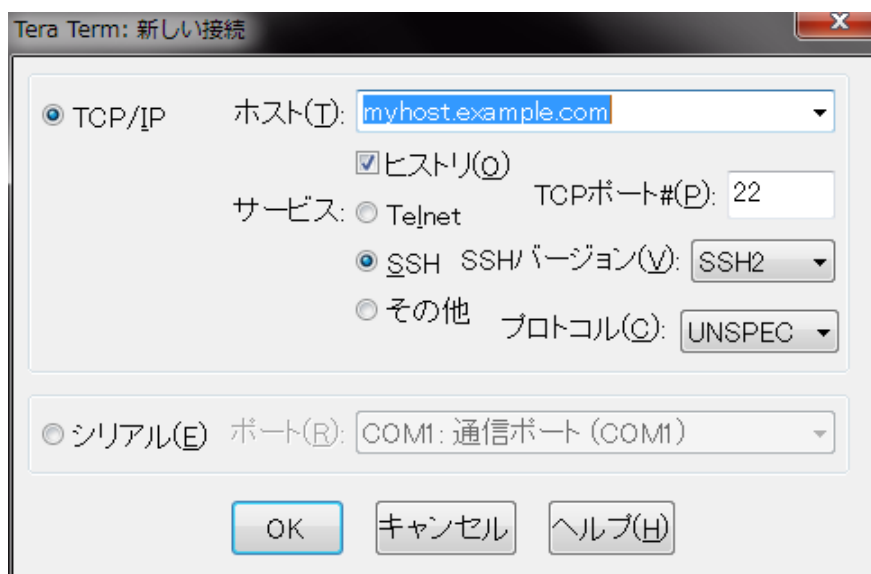 Tera Term: 新しい接続
TCP/IP ホスト(T): myhost.example.com
ヒストリ(O)
サービス: Telnet TCPポート#(P): 22
SSH SSHバージョン(V): SSH2
その他 プロトコル(C): UNSPEC
シリアル(E) ポート(R): COM1: 通信ポート (COM1)
OK キャンセル ヘルプ(H)